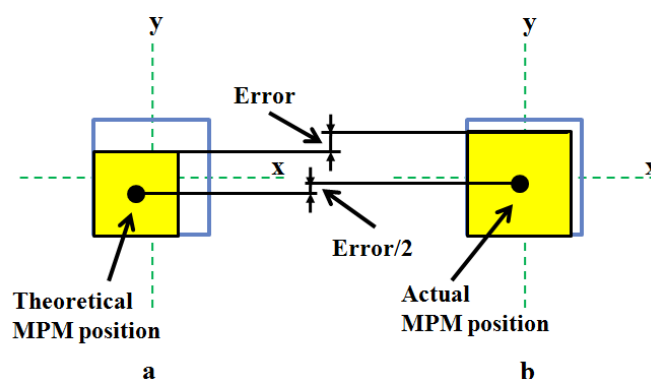 y
y
Error
x
x
Error/2
Theoretical
MPM position
Actual
MPM position
a
b